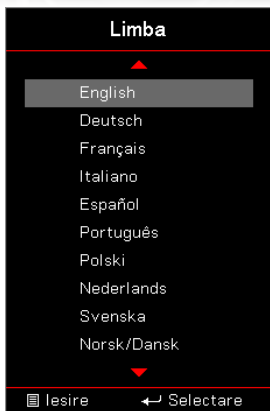 Limba
English
Deutsch
Français
Italiano
Español
Português
Polski
Nederlands
Svenska
Norsk/Dansk
Iesire Selectare